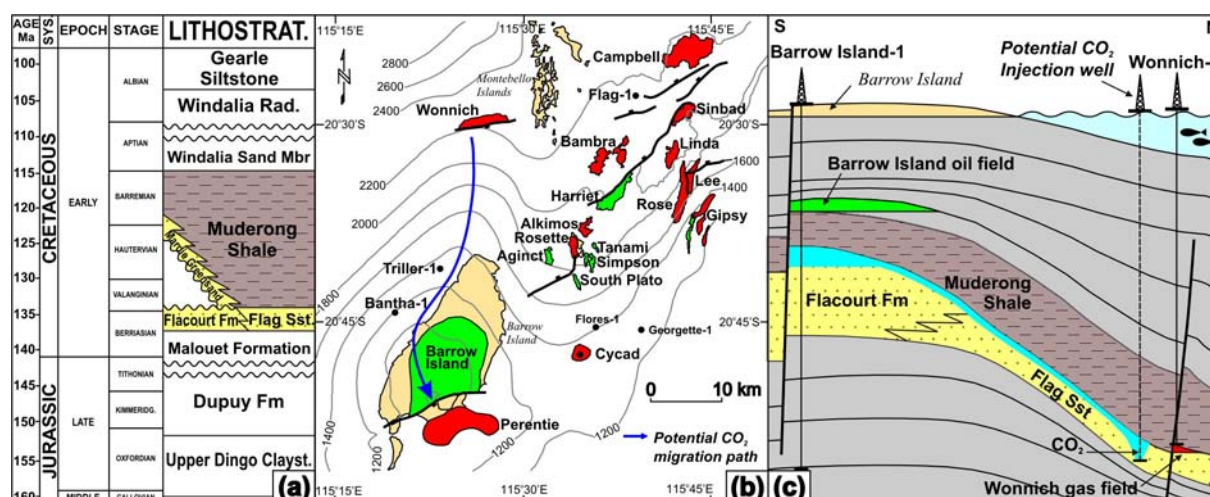 AGE
Ma
SYS.
EPOCH
STAGE
LITHOSTRAT.
100
105
110
115
120
125
130
135
140
145
150
155
160
CRETACEOUS
JURASSIC
EARLY
LATE
MIDDLE
ALBIAN
APTIAN
BARREMIAN
HAUTERVIAN
VALANGINIAN
BERRIASIAN
TITHONIAN
KIMMERIDG.
OXFORDIAN
CALLOVIAN
Gearle
Siltstone
Windalia Rad.
Windalia Sand Mbr
Muderong
Shale
Mardie Greensand
Flacourt Fm
Flag Sst.
Malouet Formation
Dupuy Fm
Upper Dingo Clayst.
(a)
115°15'E
115°30'E
115°45'E
N
2800
2600
2400
Montebello
Islands
Campbell
Flag-1
Wonnich
Sinbad
20°30'S
20°30'S
Bambra
Linda
1600
1400
2200
2000
Harriet
Lee
Rose
Gipsy
Alkimos
Rosette
Tanami
Aginct
Simpson
South Plato
Triller-1
1800
1600
Bantha-1
20°45'S
Barrow
Island
Flores-1
Georgette-1
20°45'S
Barrow
Island
Cycad
0 10 km
Perentie
1400
1200
1200
1200
Potential CO2
migration path
115°15'E
115°30'E
115°45'E
(b)
S
Barrow Island-1
Potential CO2
Injection well
Wonnich-
Barrow Island
Barrow Island oil field
Muderong
Shale
Flacourt Fm
Flag Sst
CO2
Wonnich gas field
(c)